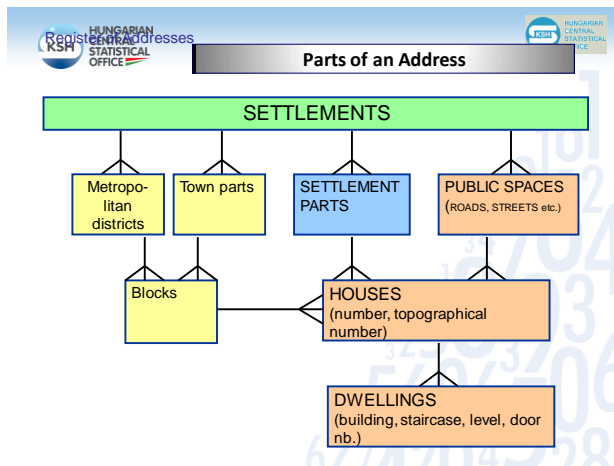 Register of Addresses
KSH
HUNGARIAN
CENTRAL
STATISTICAL
OFFICE
KSH
HUNGARIAN
CENTRAL
STATISTICAL
OFFICE
Parts of an Address
SETTLEMENTS
Metropo-
litan
districts
Town parts
SETTLEMENT
PARTS
PUBLIC SPACES
(ROADS, STREETS etc.)
Blocks
HOUSES
(number, topographical
number)
DWELLINGS
(building, staircase, level, door
nb.)